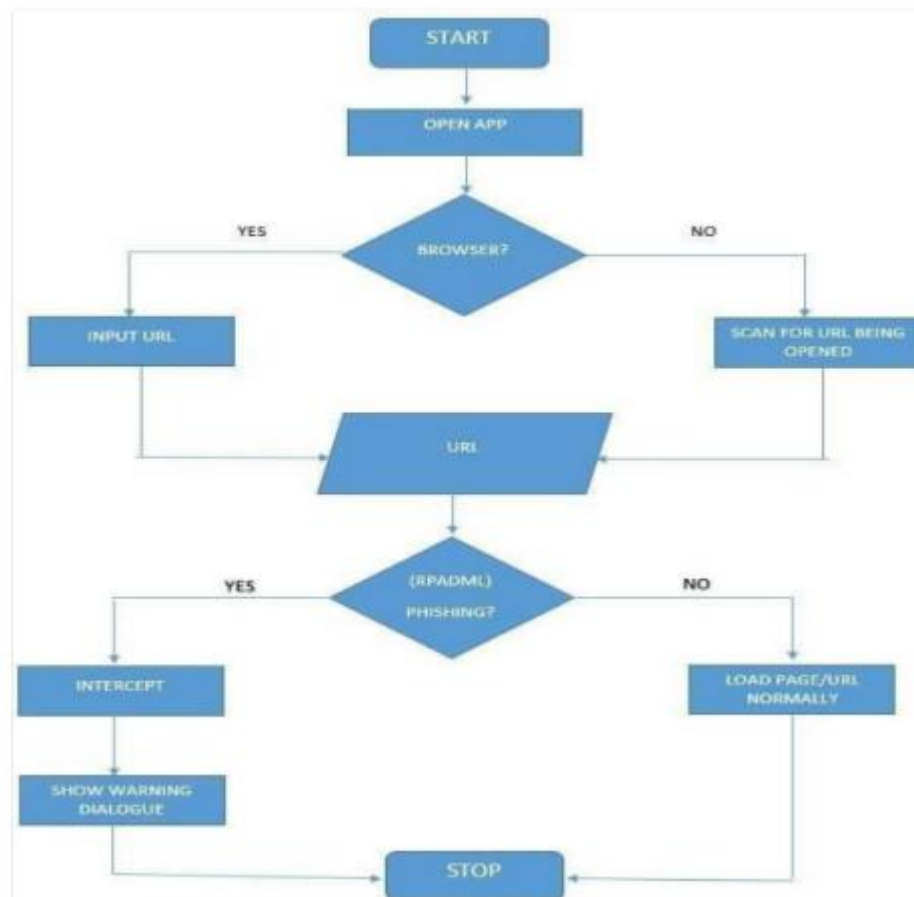 START
OPEN APP
YES
NO
BROWSER?
INPUT URL
SCAN FOR URL BEING
OPENED
URL
YES
(RPADML)
NO
PHISHING?
INTERCEPT
LOAD PAGE/URL
NORMALLY
SHOW WARNING
DIALOGUE
STOP